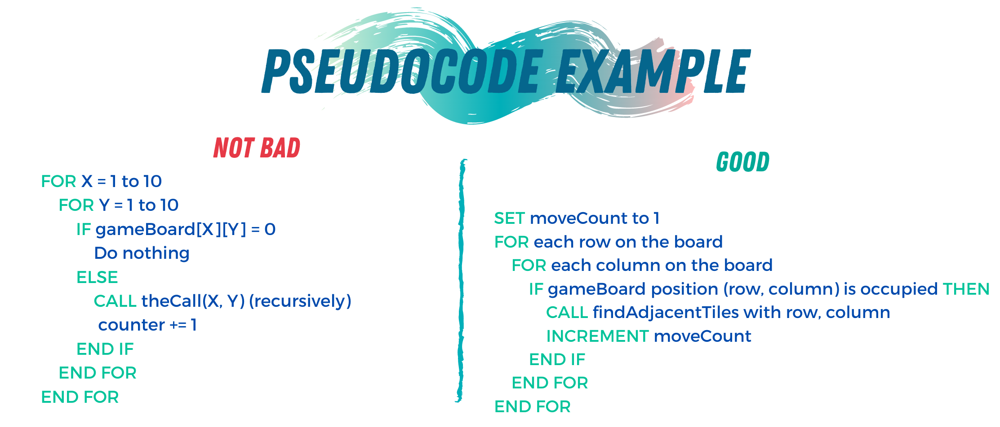 PSEUDOCODE EXAMPLE
NOT BAD
FOR X = 1 to 10
FOR Y = 1 to 10
IF gameBoard[X][Y] = 0
Do nothing
ELSE
CALL theCall(X, Y) (recursively)
counter += 1
END IF
END FOR
END FOR
GOOD
SET moveCount to 1
FOR each row on the board
FOR each column on the board
IF gameBoard position (row, column) is occupied THEN
CALL findAdjacentTiles with row, column
INCREMENT moveCount
END IF
END FOR
END FOR